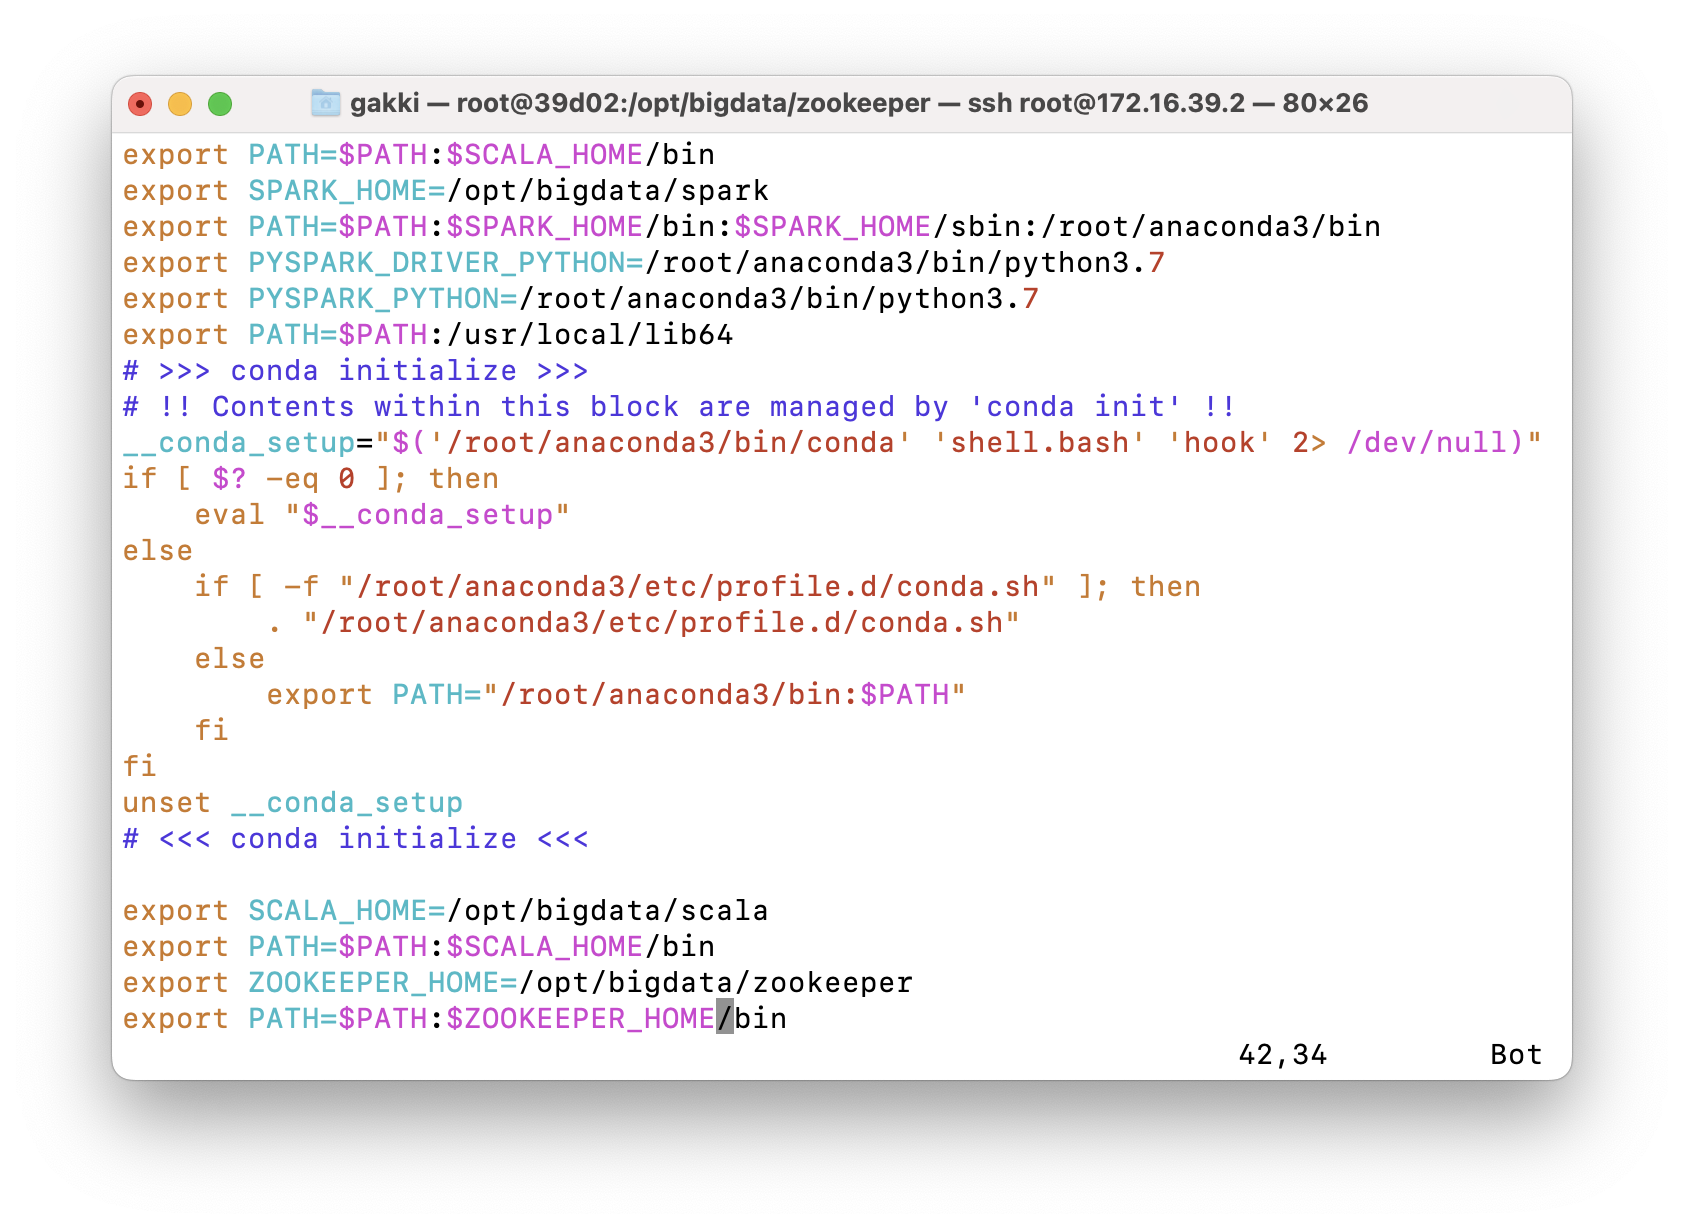 gakki — root@39d02:/opt/bigdata/zookeeper — ssh root@172.16.39.2 — 80×26
export PATH=$PATH:$SCALA_HOME/bin
export SPARK_HOME=/opt/bigdata/spark
export PATH=$PATH:$SPARK_HOME/bin:$SPARK_HOME/sbin:/root/anaconda3/bin
export PYSPARK_DRIVER_PYTHON=/root/anaconda3/bin/python3.7
export PYSPARK_PYTHON=/root/anaconda3/bin/python3.7
export PATH=$PATH:/usr/local/lib64
# >>> conda initialize >>>
# !! Contents within this block are managed by 'conda init' !!
__conda_setup="$('/root/anaconda3/bin/conda' 'shell.bash' 'hook' 2> /dev/null)"
if [ $? -eq 0 ]; then
    eval "$__conda_setup"
else
    if [ -f "/root/anaconda3/etc/profile.d/conda.sh" ]; then
        . "/root/anaconda3/etc/profile.d/conda.sh"
    else
        export PATH="/root/anaconda3/bin:$PATH"
    fi
fi
unset __conda_setup
# <<< conda initialize <<<

export SCALA_HOME=/opt/bigdata/scala
export PATH=$PATH:$SCALA_HOME/bin
export ZOOKEEPER_HOME=/opt/bigdata/zookeeper
export PATH=$PATH:$ZOOKEEPER_HOME/bin
42,34 Bot